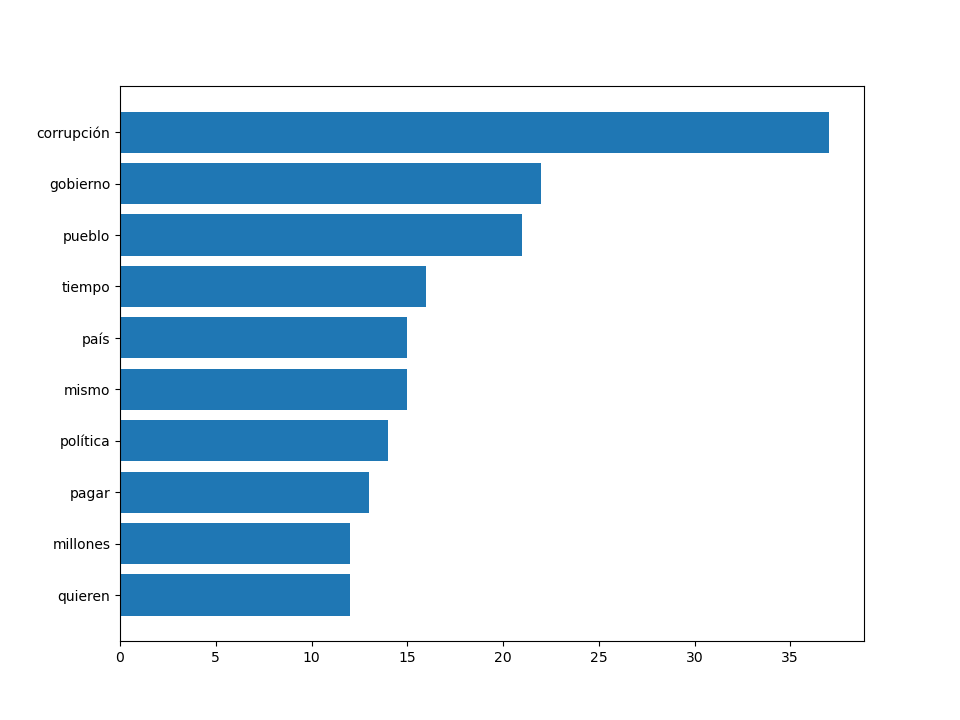 corrupción
gobierno
pueblo
tiempo
país
mismo
política
pagar
millones
quieren
0 5 10 15 20 25 30 35